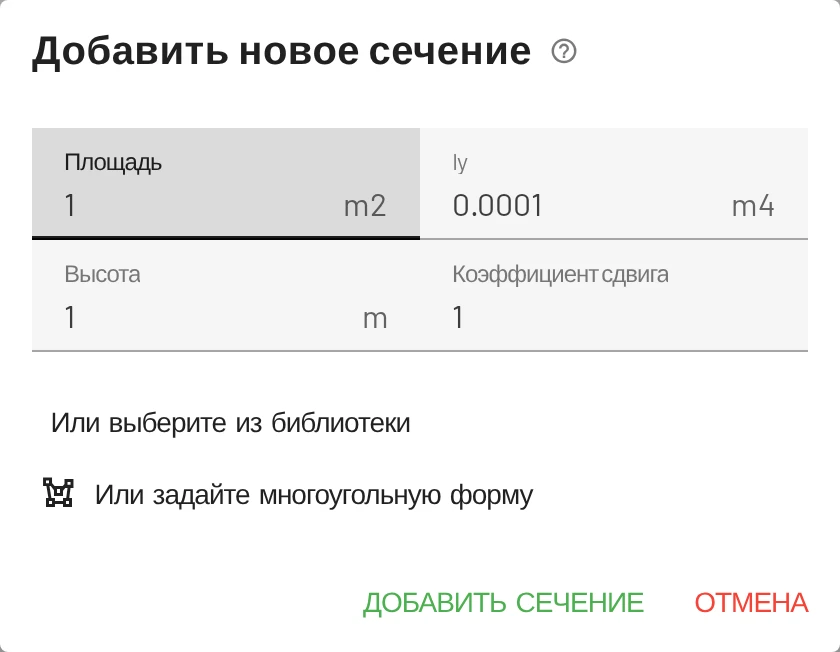 Добавить новое сечение ?
Площадь
1 m2
Iy
0.0001 m4
Высота
1 m
Коэффициент сдвига
1
Или выберите из библиотеки
Или задайте многоугольную форму
ДОБАВИТЬ СЕЧЕНИЕ ОТМЕНА